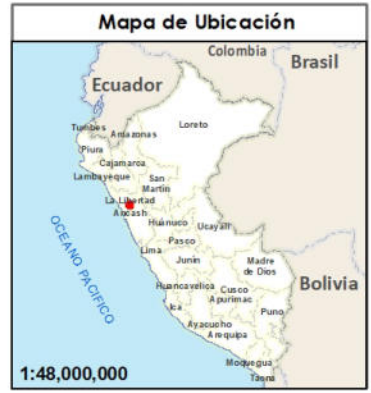 Mapa de Ubicación
Colombia
Brasil
Ecuador
Loreto
Tumbes
Amazonas
Piura
Cajamarca
Lambayeque
San
Martin
La Libertad
Ancash
Huánuco
Ucayali
Pasco
OCEANO PACIFICO
Lima
Junín
Madre
de Dios
Bolivia
Huancavelica
Cusco
Apurimac
Ica
Puno
Ayacucho
Arequipa
Moquegua
Tacna
1:48,000,000